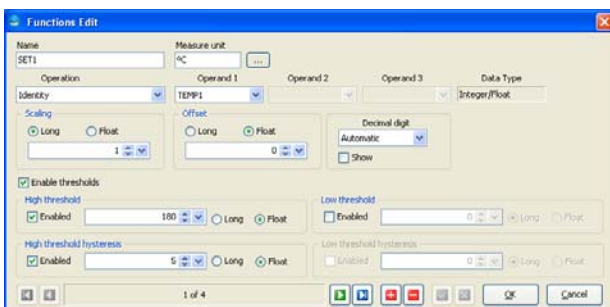 Functions Edit
Name Measure unit
SET1 ºC ...
Operation Operand 1 Operand 2 Operand 3 Data Type
Identity TEMP1 Integer/Float
Scaling Offset Decimal digit
Long Float Long Float Automatic
1 0 Show
Enable thresholds
High threshold Low threshold
Enabled 180 Long Float Enabled 0 Long Float
High threshold hysteresis Low threshold hysteresis
Enabled 5 Long Float Enabled 0 Long Float
1 of 4 OK Cancel